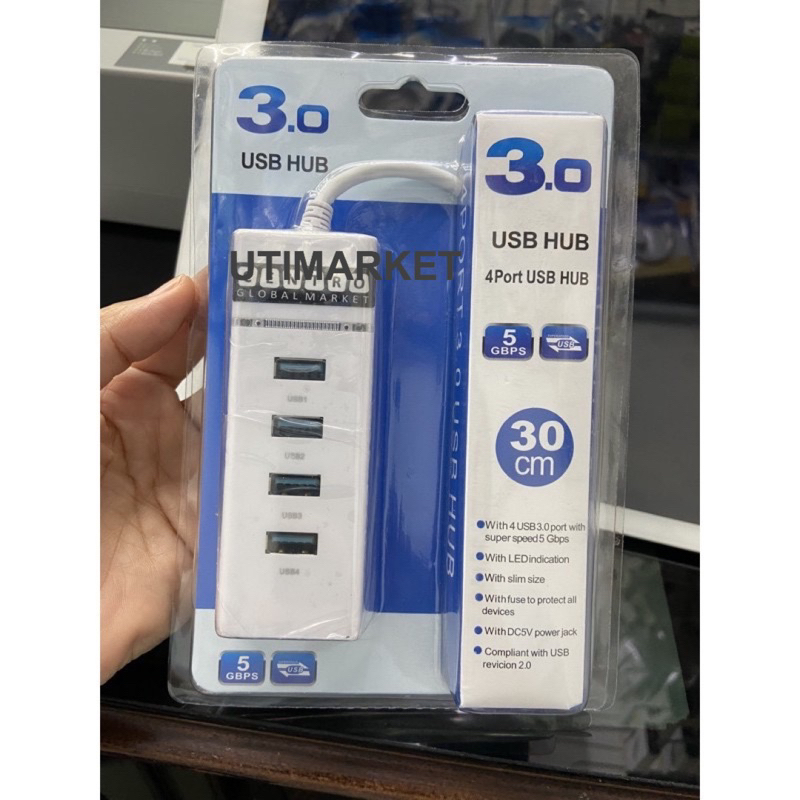 3.0
USB HUB
UTIMARKET
GLOBAL MARKET
USB1
USB2
USB3
USB4
5
GBPS
USB
3.0
USB HUB
4Port USB HUB
5
GBPS
USB
30
cm
With 4 USB3.0port with
super speed 5 Gbps
With LED indication
With slim size
With fuse to protect all
devices
With DC5V power jack
Compliant with USB
revicion 2.0
PORT 3.0 USB HUB